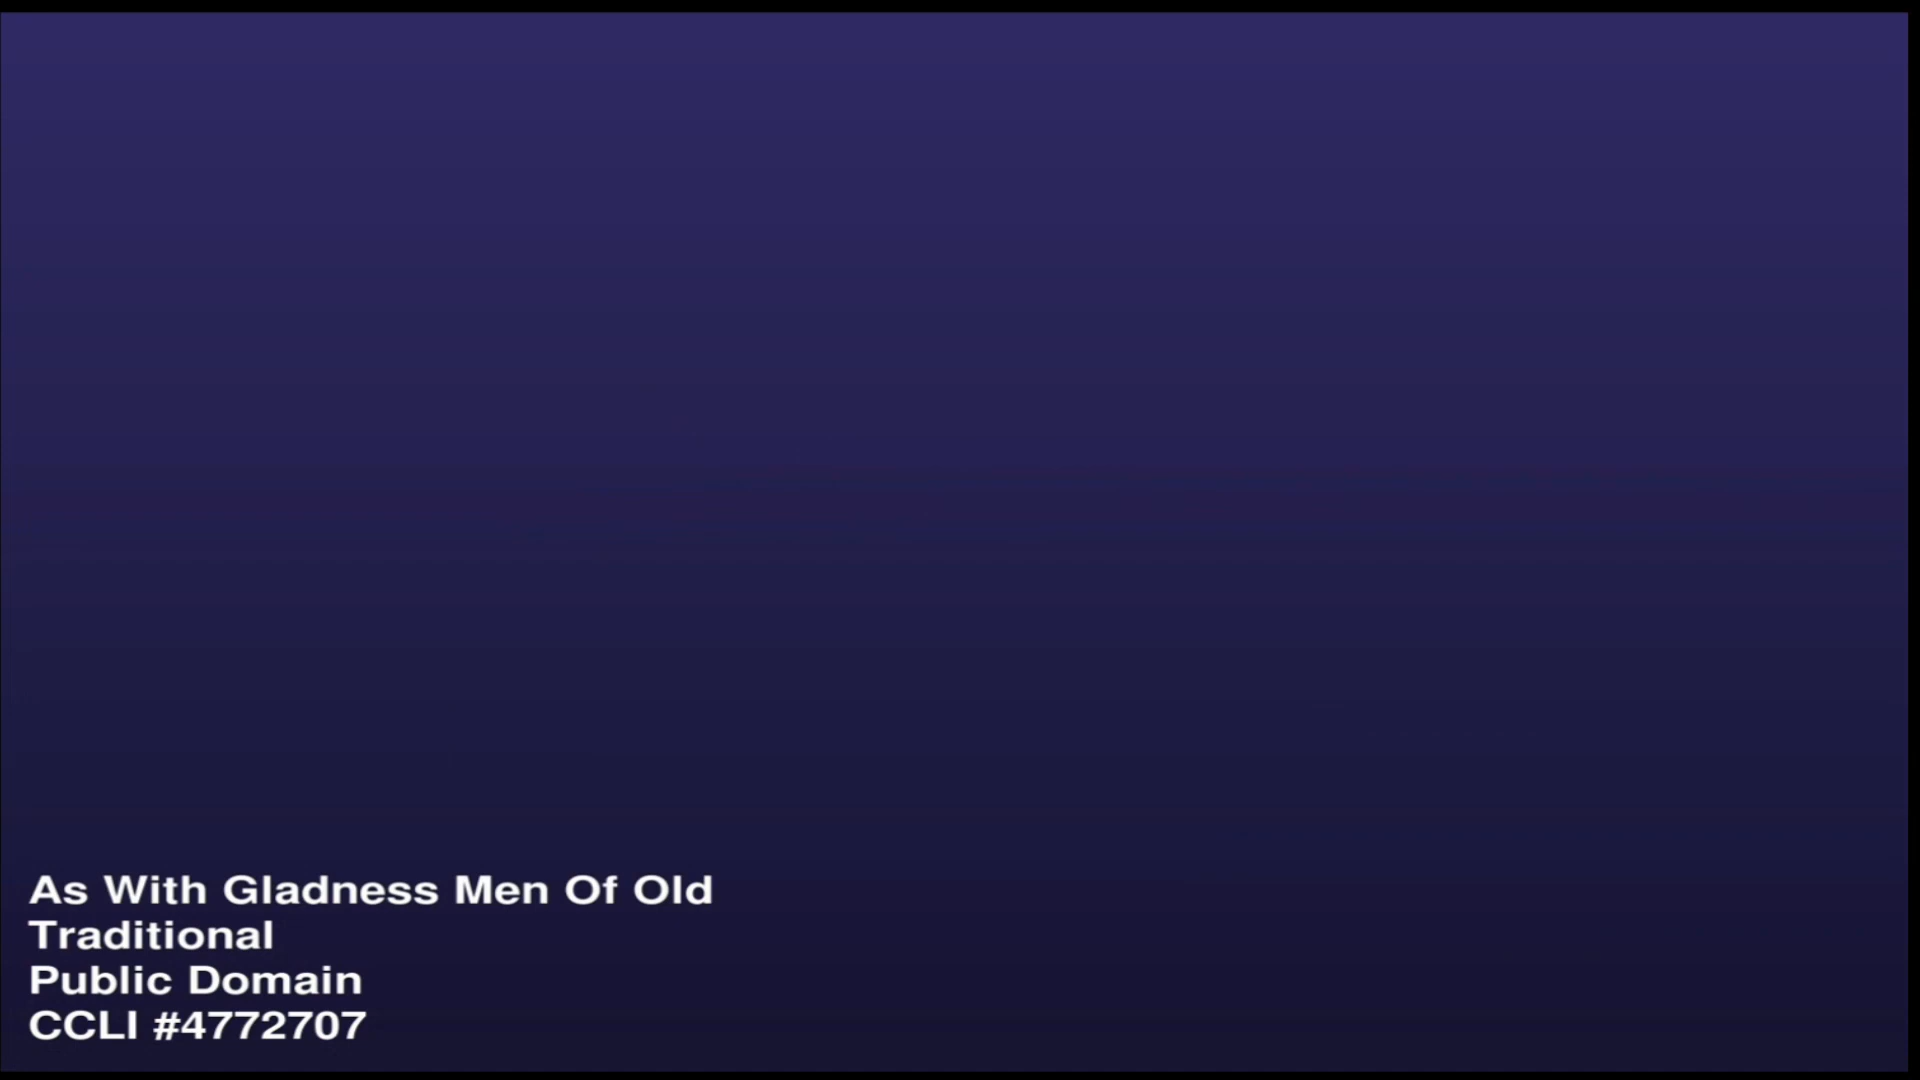 As With Gladness Men Of Old
Traditional
Public Domain
CCLI #4772707